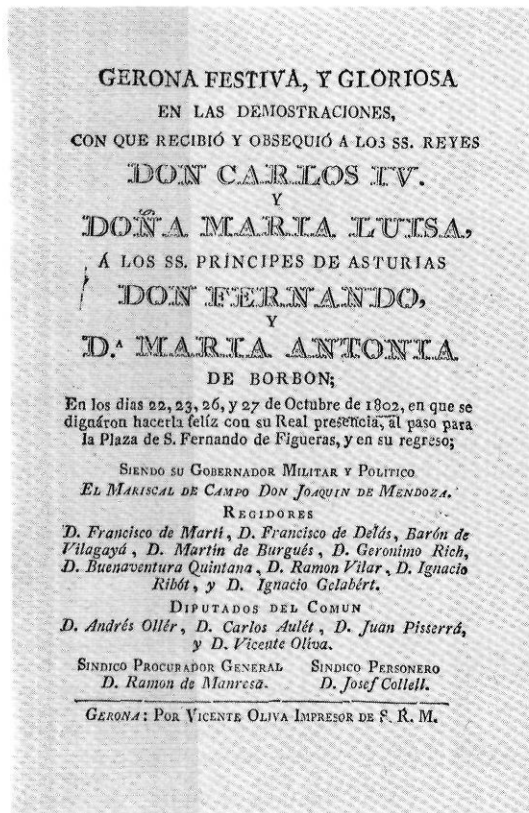 GERONA FESTIVA, Y GLORIOSA
EN LAS DEMOSTRACIONES,
CON QUE RECIBIÓ Y OBSEQUIÓ A LOS SS. REYES
DON CARLOS IV.
Y
DOÑA MARIA LUISA,
Á LOS SS. PRÍNCIPES DE ASTURIAS
DON FERNANDO,
Y
D.ᴬ MARIA ANTONIA
DE BORBON;
En los dias 22, 23, 26, y 27 de Octubre de 1802, en que se
dignáron hacerla felíz con su Real presencia, al paso para
la Plaza de S. Fernando de Figueras, y en su regreso;
SIENDO SU GOBERNADOR MILITAR Y POLITICO
EL MARISCAL DE CAMPO DON JOAQUIN DE MENDOZA.
REGIDORES
D. Francisco de Martí, D. Francisco de Delás, Barón de
Vilagayá, D. Martin de Burgués, D. Geronimo Rich,
D. Buenaventura Quintana, D. Ramon Vilar, D. Ignacio
Ribót, y D. Ignacio Gelabért.
DIPUTADOS DEL COMUN
D. Andrés Ollér, D. Carlos Aulét, D. Juan Pisserrá,
y D. Vicente Oliva.
SINDICO PROCURADOR GENERAL SINDICO PERSONERO
D. Ramon de Manresa. D. Josef Collell.
GERONA: POR VICENTE OLIVA IMPRESOR DE S. R. M.